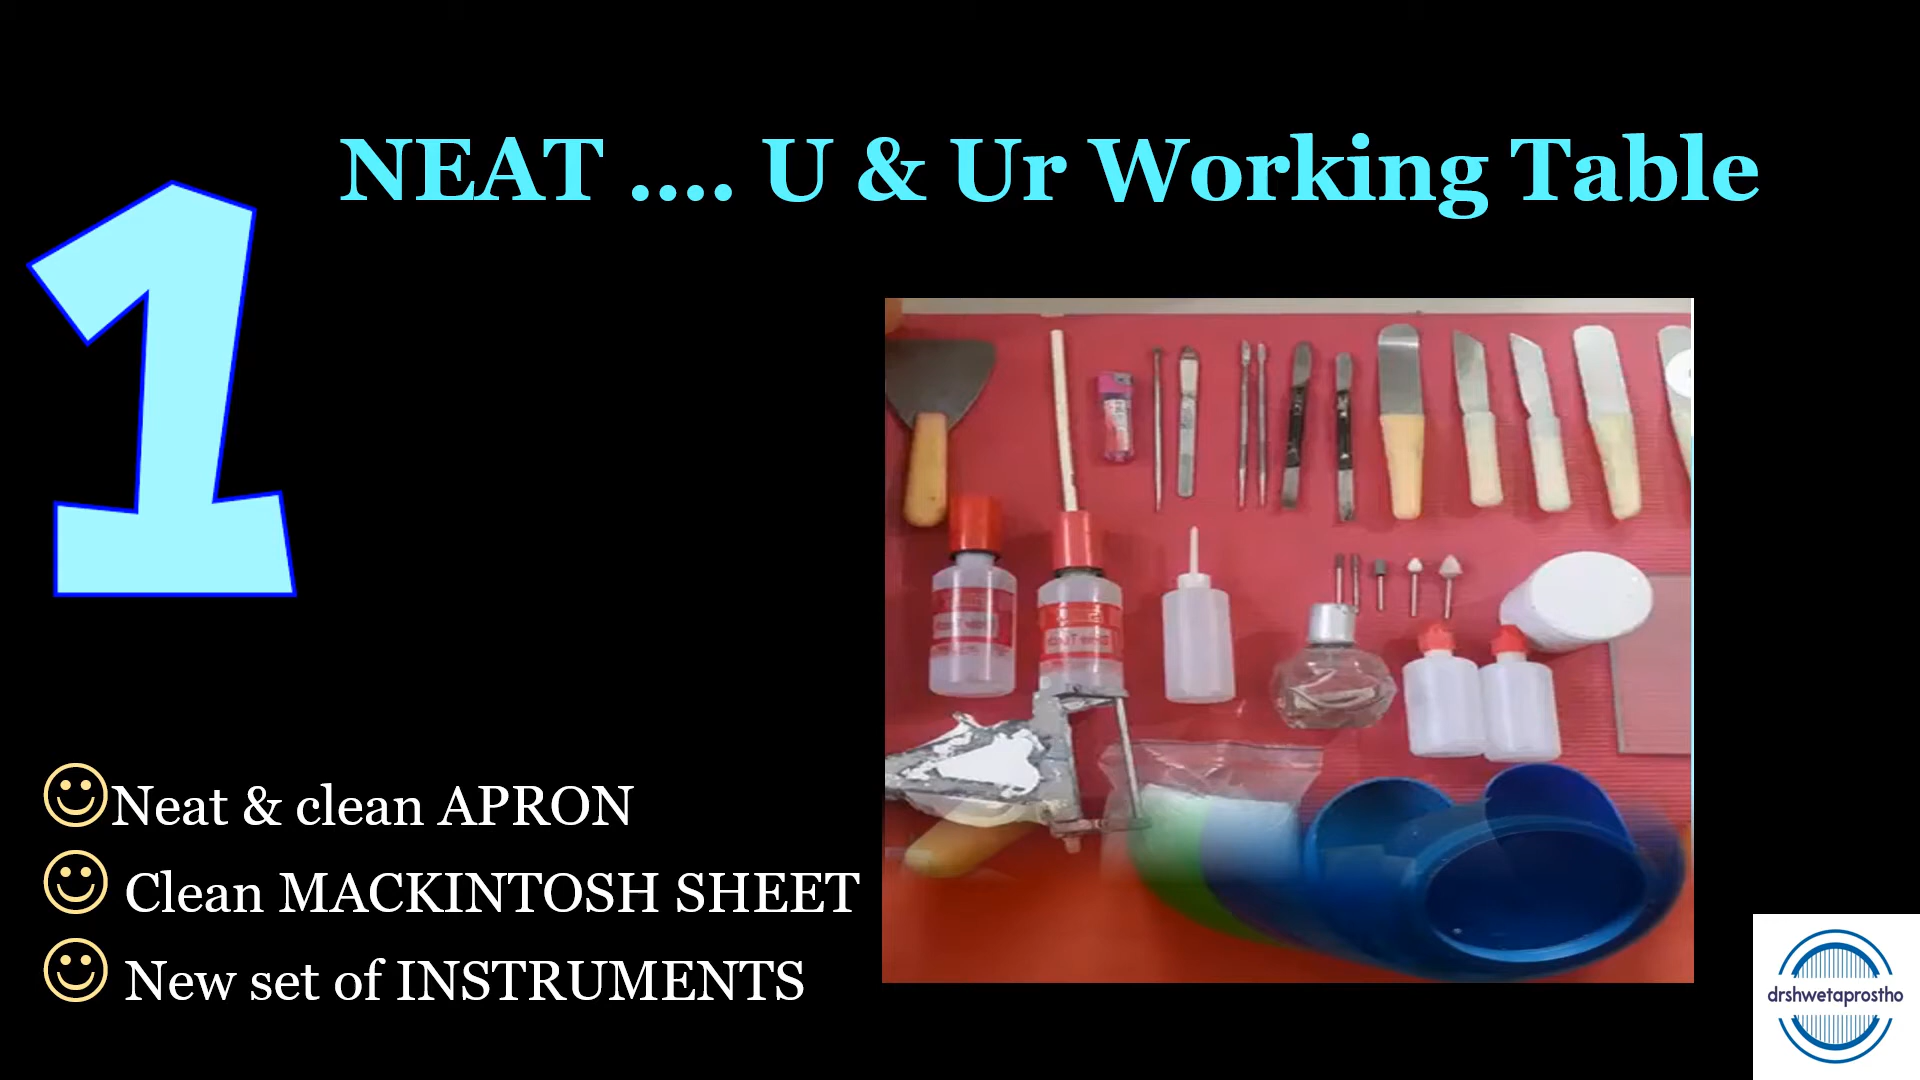 1
NEAT .... U & Ur Working Table
Neat & clean APRON
Clean MACKINTOSH SHEET
New set of INSTRUMENTS
drshwetaprostho